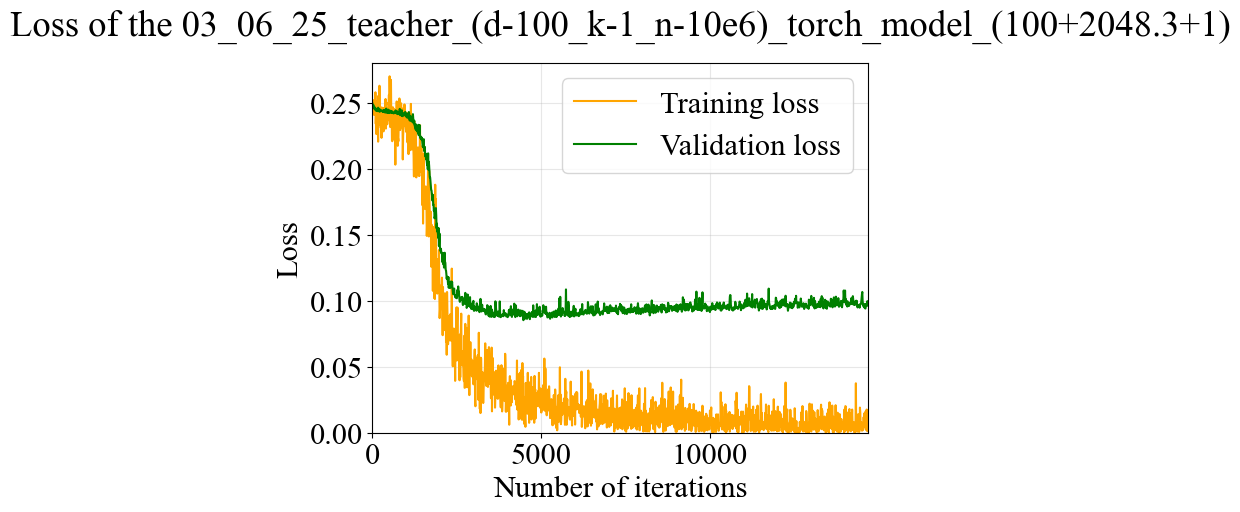 Loss of the 03_06_25_teacher_(d-100_k-1_n-10e6)_torch_model_(100+2048.3+1)
Training loss
Validation loss
Loss
0.25
0.20
0.15
0.10
0.05
0.00
0 5000 10000
Number of iterations